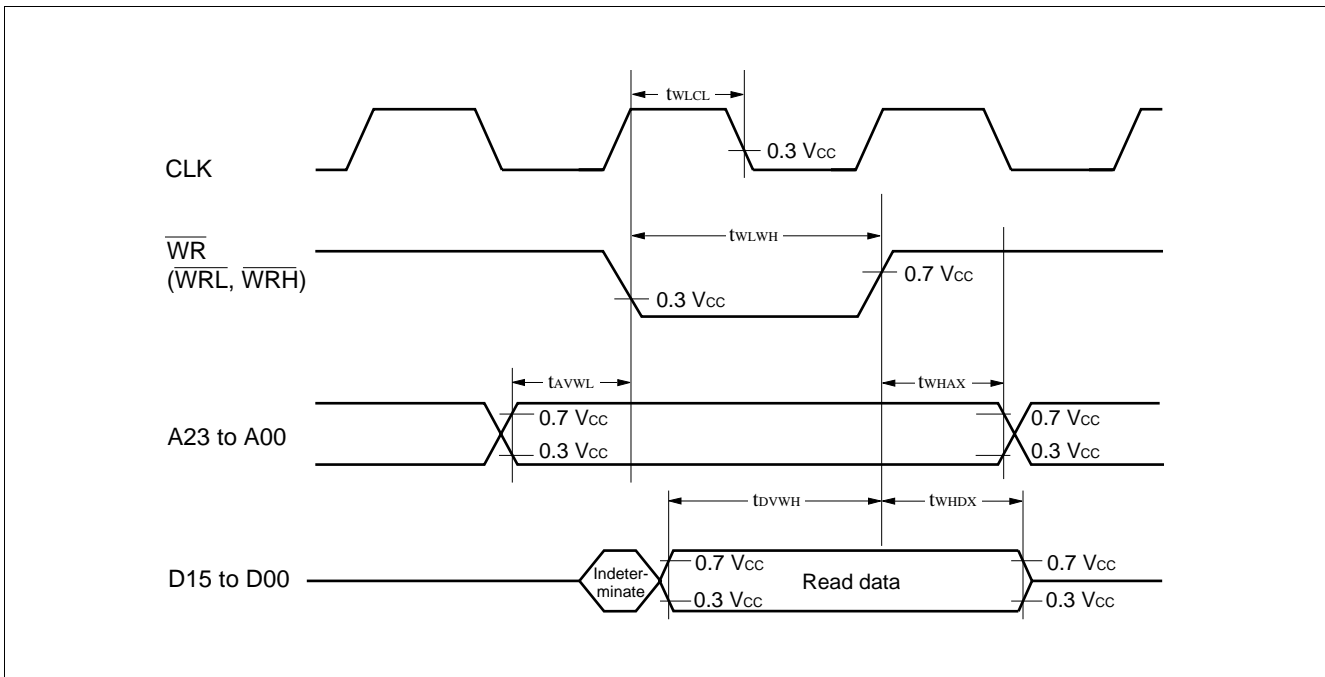 tWLCL
CLK
0.3 VCC
WR
(WRL, WRH)
tWLWH
0.7 VCC
0.3 VCC
tAVWL
tWHAX
A23 to A00
0.7 VCC
0.7 VCC
0.3 VCC
0.3 VCC
tDVWH
tWHDX
D15 to D00
Indeter-
minate
0.7 VCC
Read data
0.7 VCC
0.3 VCC
0.3 VCC